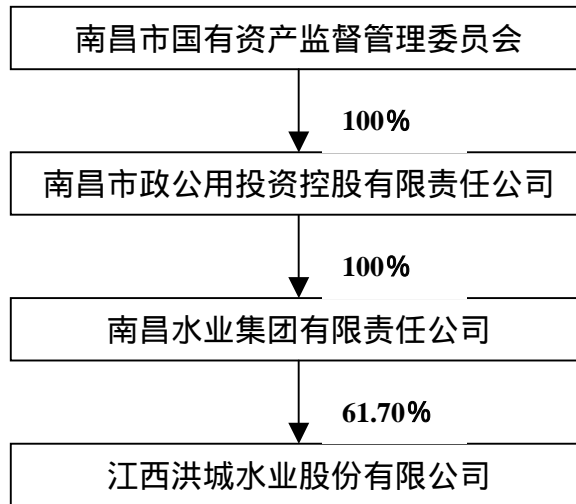 南昌市国有资产监督管理委员会
100%
南昌市政公用投资控股有限责任公司
100%
南昌水业集团有限责任公司
61.70%
江西洪城水业股份有限公司